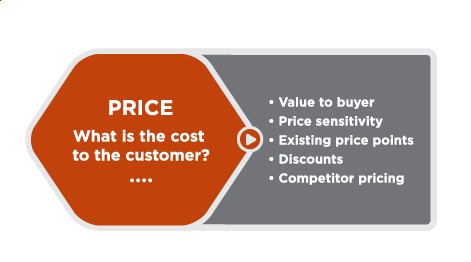 PRICE
What is the cost
to the customer?
....
• Value to buyer
• Price sensitivity
• Existing price points
• Discounts
• Competitor pricing